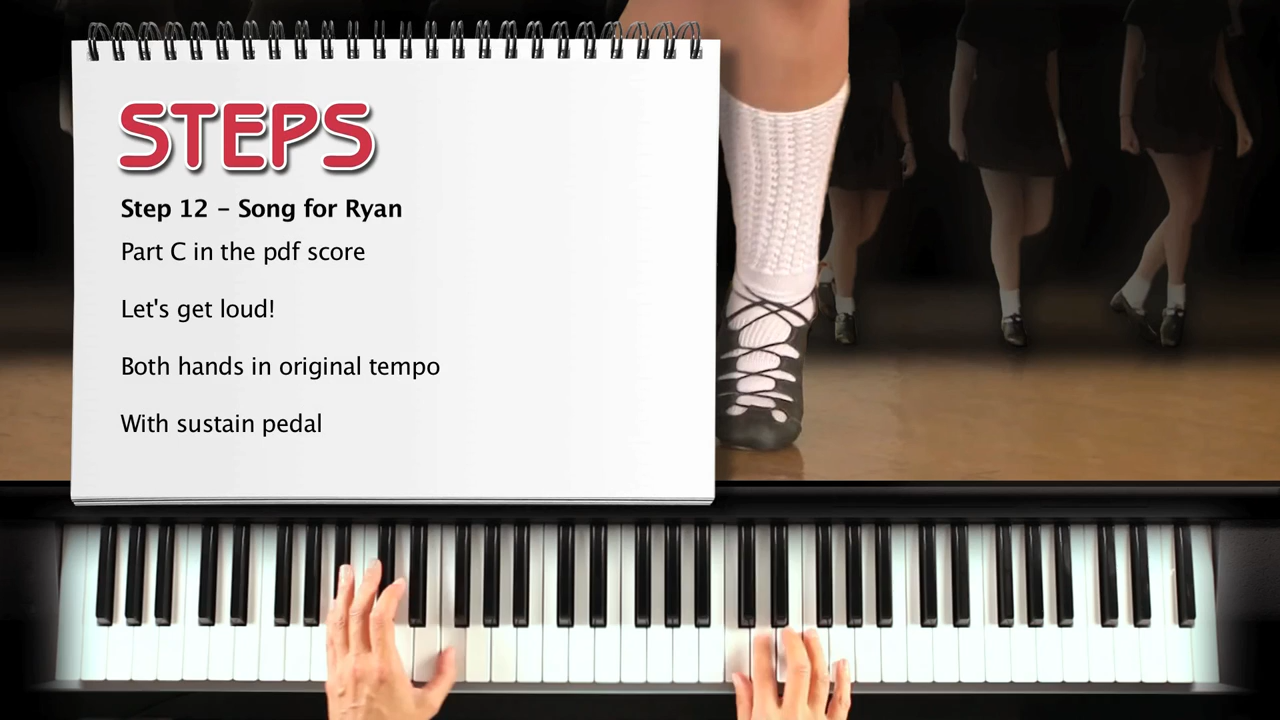 STEPS
Step 12 – Song for Ryan
Part C in the pdf score
Let's get loud!
Both hands in original tempo
With sustain pedal